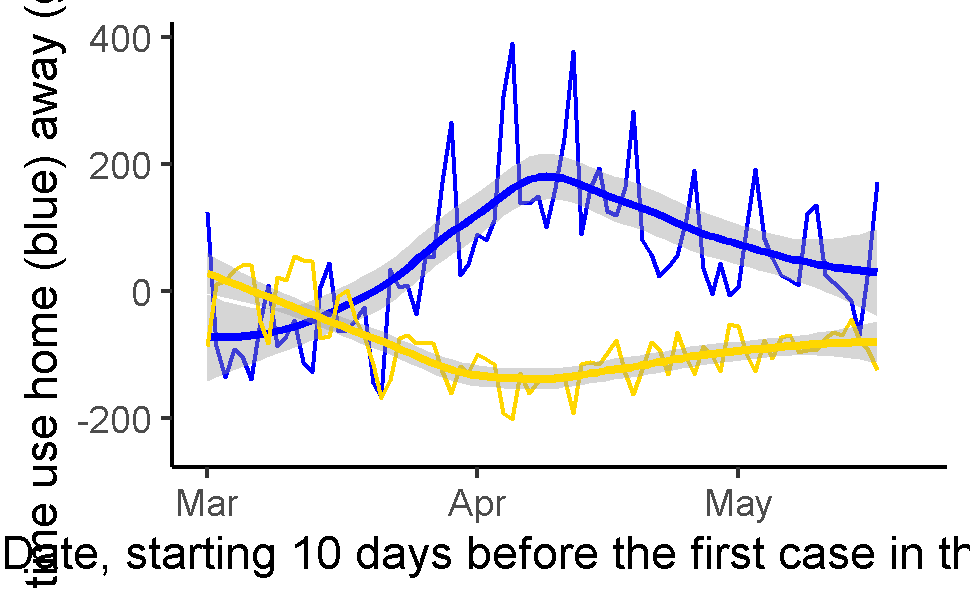 time use home (blue) away (
400
200
0
-200
Mar Apr May
Date, starting 10 days before the first case in th